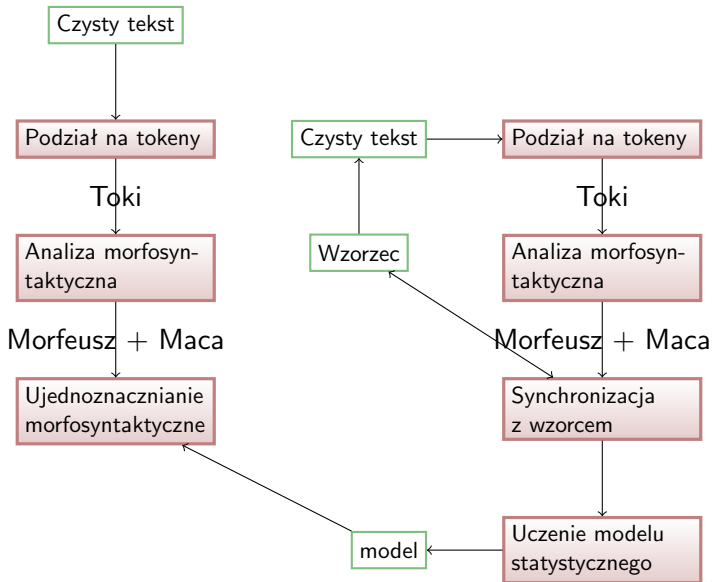 Czysty tekst
Podział na tokeny
Toki
Analiza morfosyn-
taktyczna
Morfeusz + Maca
Ujednoznacznianie
morfosyntaktyczne
Czysty tekst
Podział na tokeny
Toki
Wzorzec
Analiza morfosyn-
taktyczna
Morfeusz + Maca
Synchronizacja
z wzorcem
model
Uczenie modelu
statystycznego